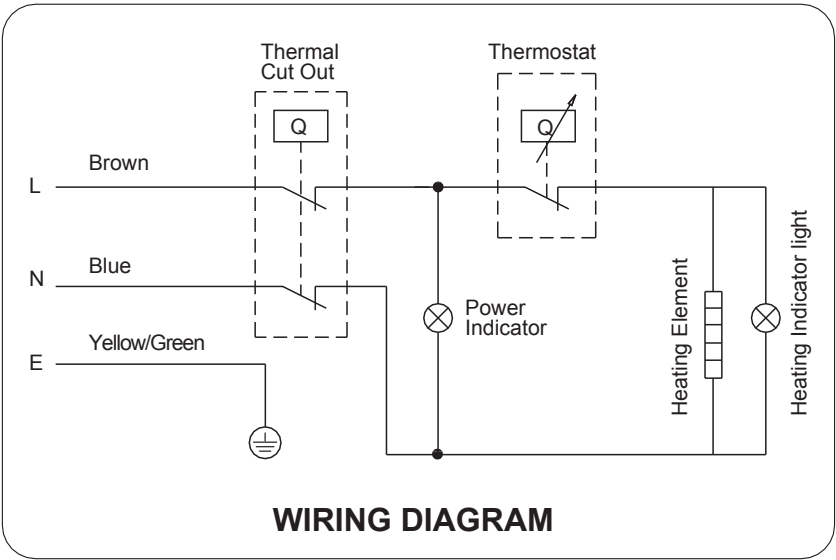 Thermal
Cut Out
Thermostat
Q
Q
L
Brown
N
Blue
E
Yellow/Green
Power
Indicator
Heating Element
Heating Indicator light
WIRING DIAGRAM